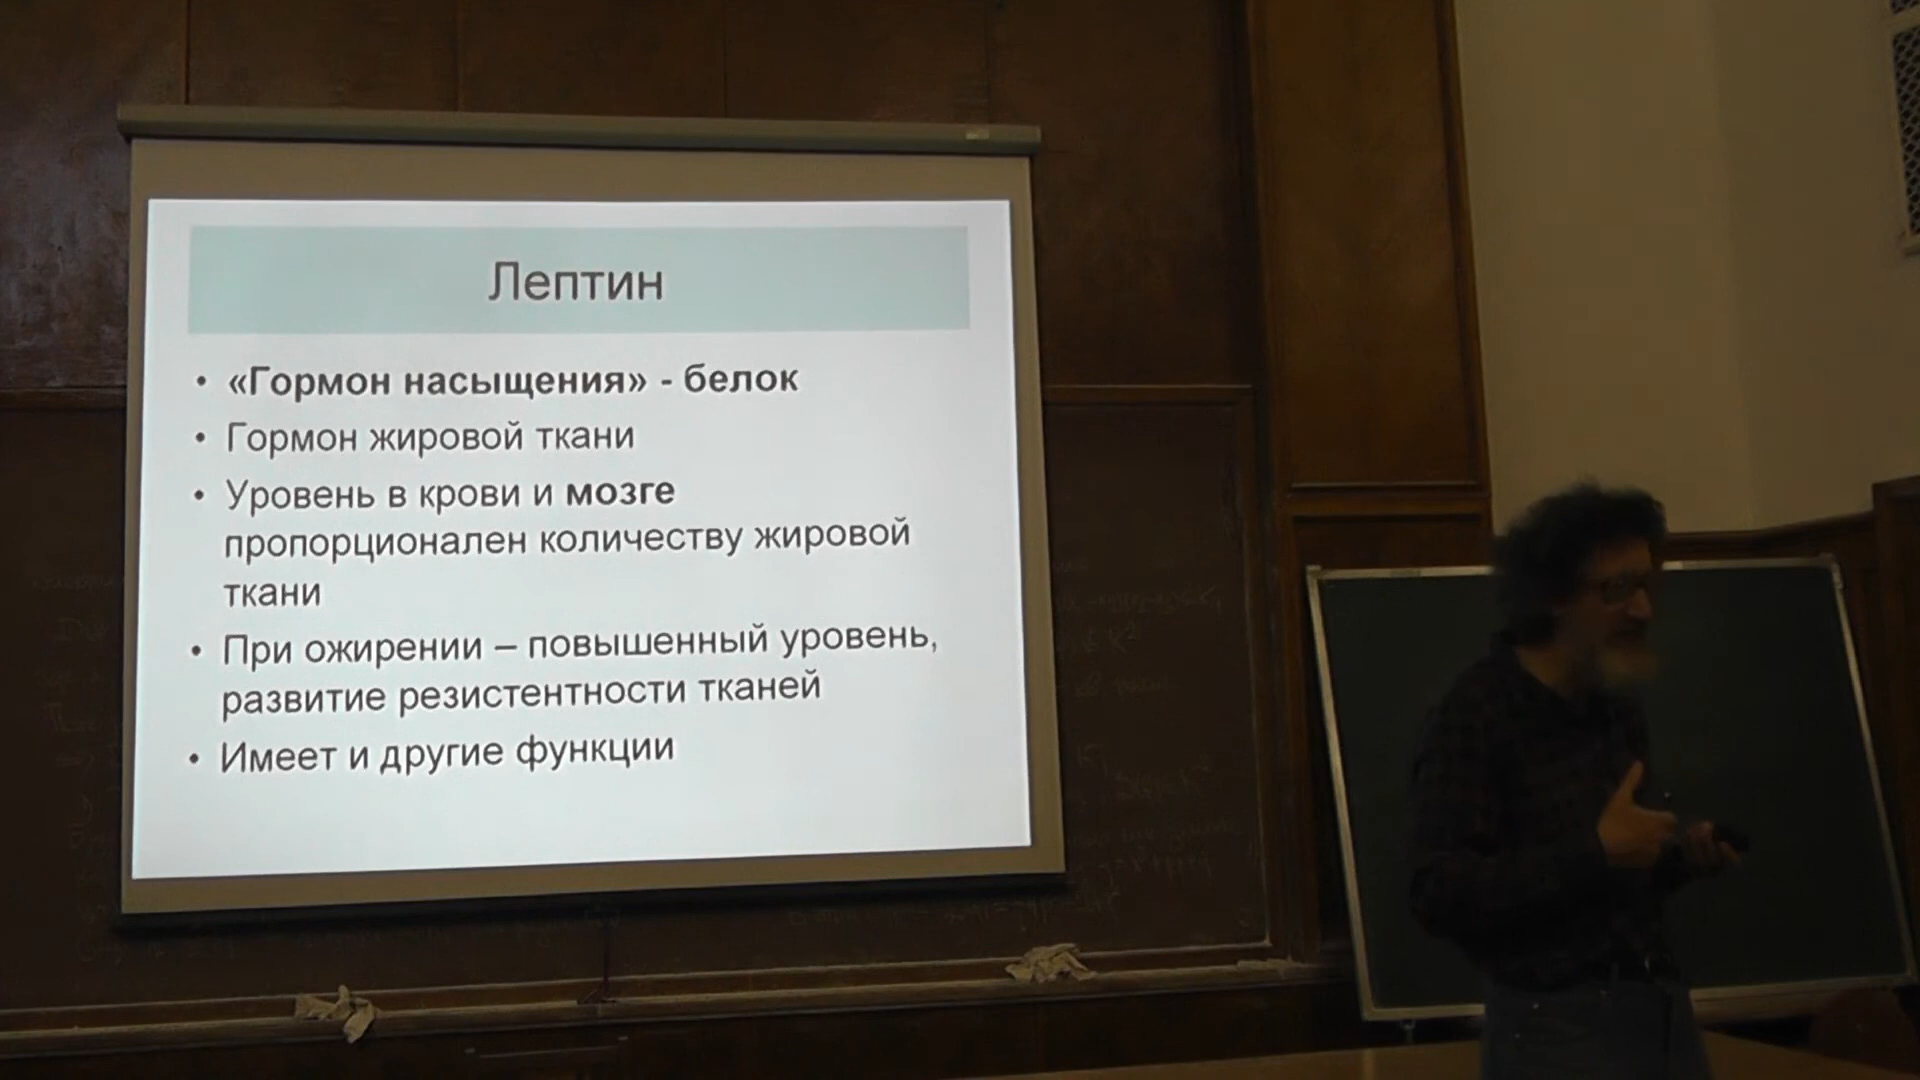 Лептин
• «Гормон насыщения» - белок
• Гормон жировой ткани
• Уровень в крови и мозге
пропорционален количеству жировой
ткани
• При ожирении – повышенный уровень,
развитие резистентности тканей
• Имеет и другие функции